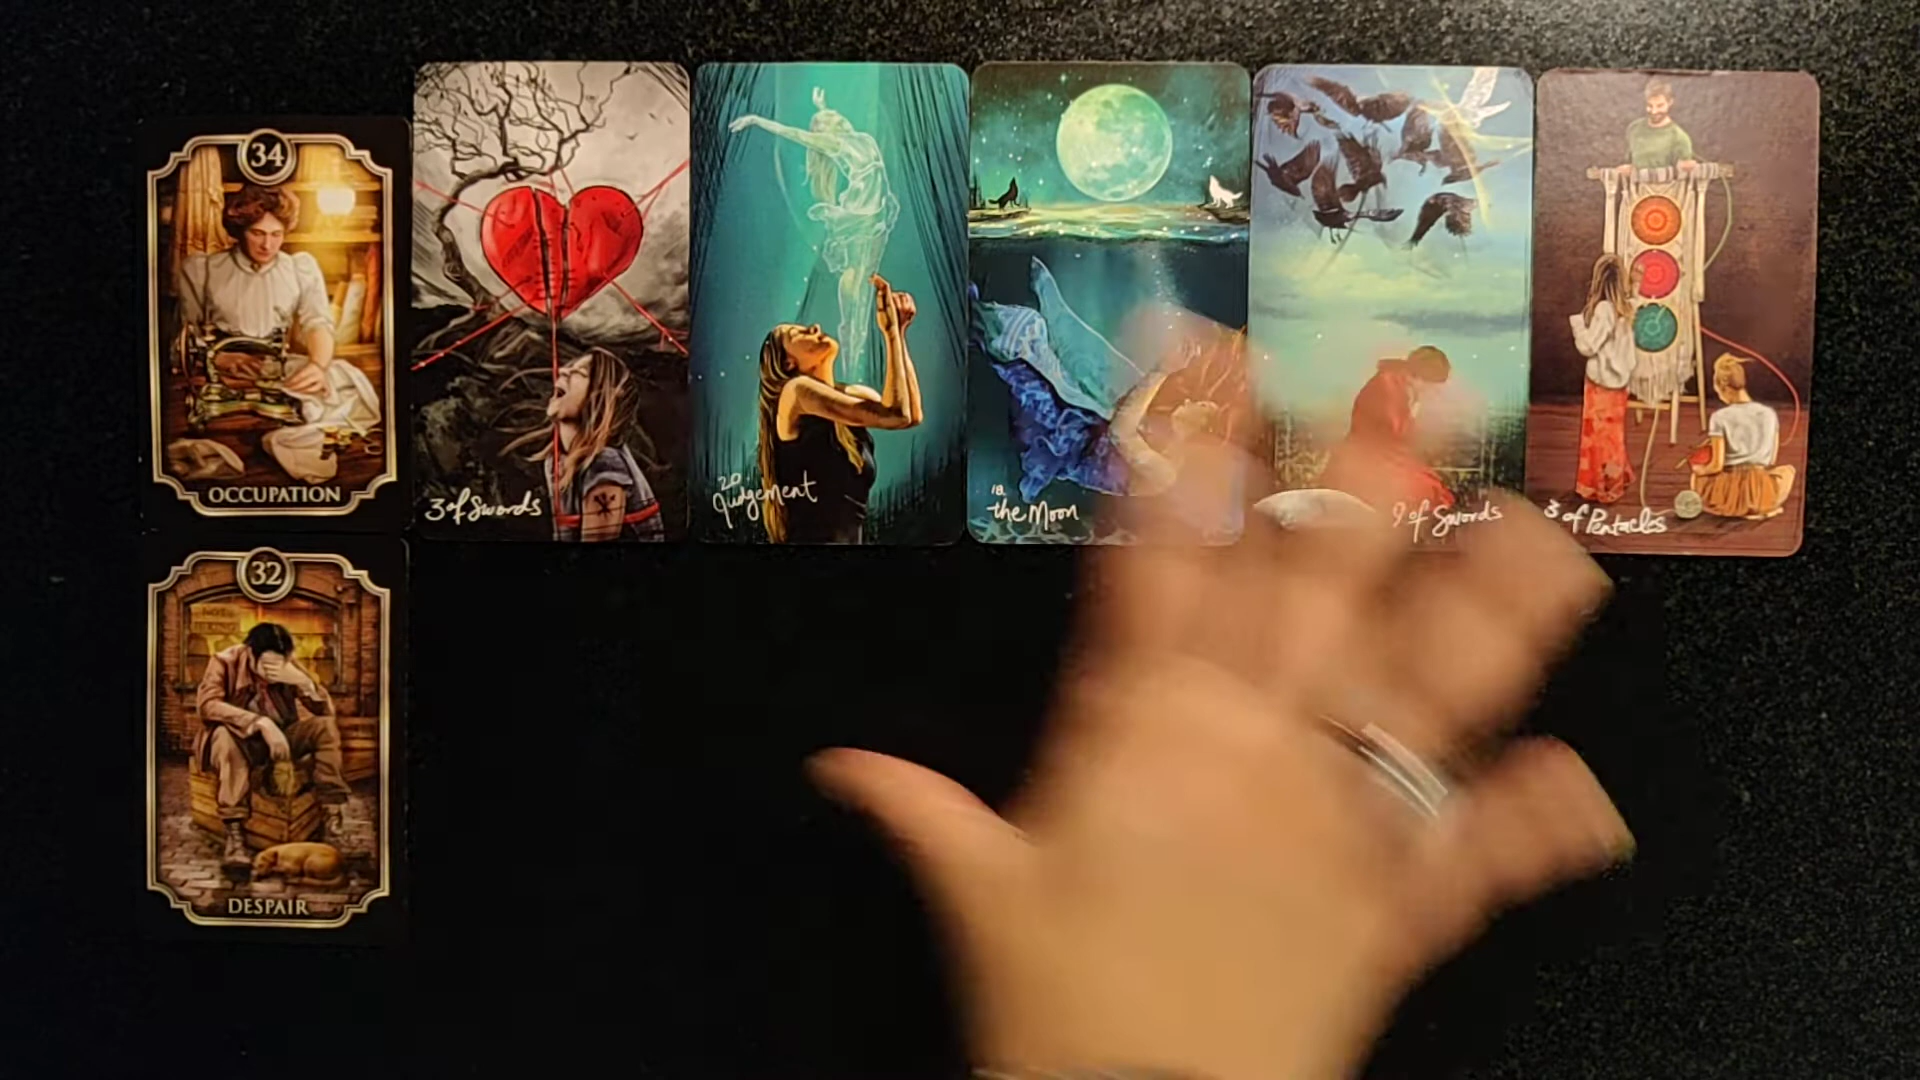 34
OCCUPATION
3 of Swords
20
Judgement
18.
the Moon
9 of Swords
3 of Pentacles
32
DESPAIR